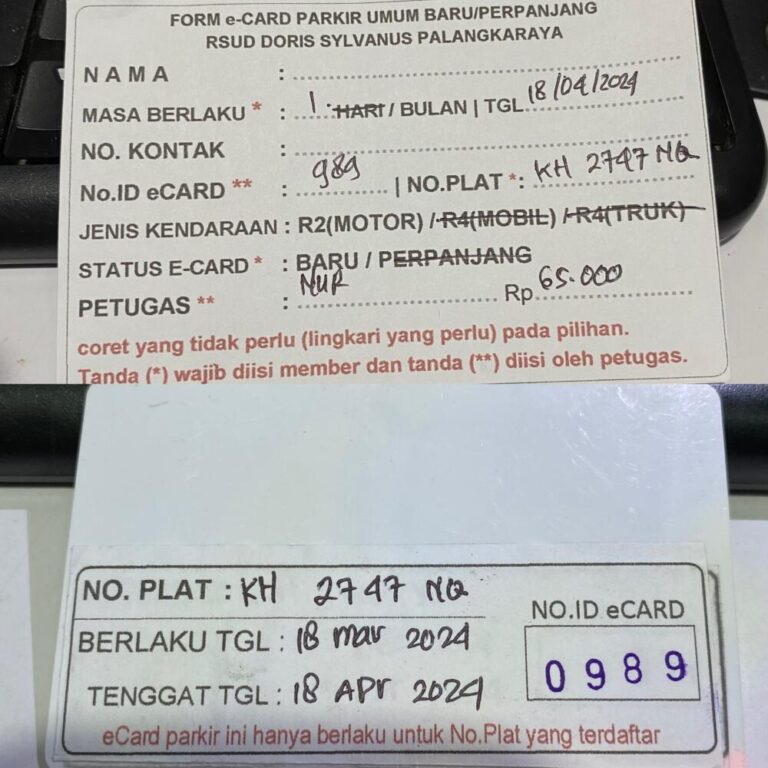 FORM e-CARD PARKIR UMUM BARU/PERPANJANG
RSUD DORIS SYLVANUS PALANGKARAYA
NAMA :
MASA BERLAKU * : 1 HARI / BULAN | TGL 18/04/2024
NO. KONTAK :
No.ID eCARD ** : 989 | NO.PLAT *: KH 2747 NQ
JENIS KENDARAAN : R2(MOTOR) / R4(MOBIL) / R4(TRUK)
STATUS E-CARD * : BARU / PERPANJANG
PETUGAS ** : NUR Rp 65.000
coret yang tidak perlu (lingkari yang perlu) pada pilihan.
Tanda (*) wajib diisi member dan tanda (**) diisi oleh petugas.
NO. PLAT : KH 2747 NQ
BERLAKU TGL : 18 mar 2024
TENGGAT TGL : 18 APr 2024
NO.ID eCARD
0989
eCard parkir ini hanya berlaku untuk No.Plat yang terdaftar